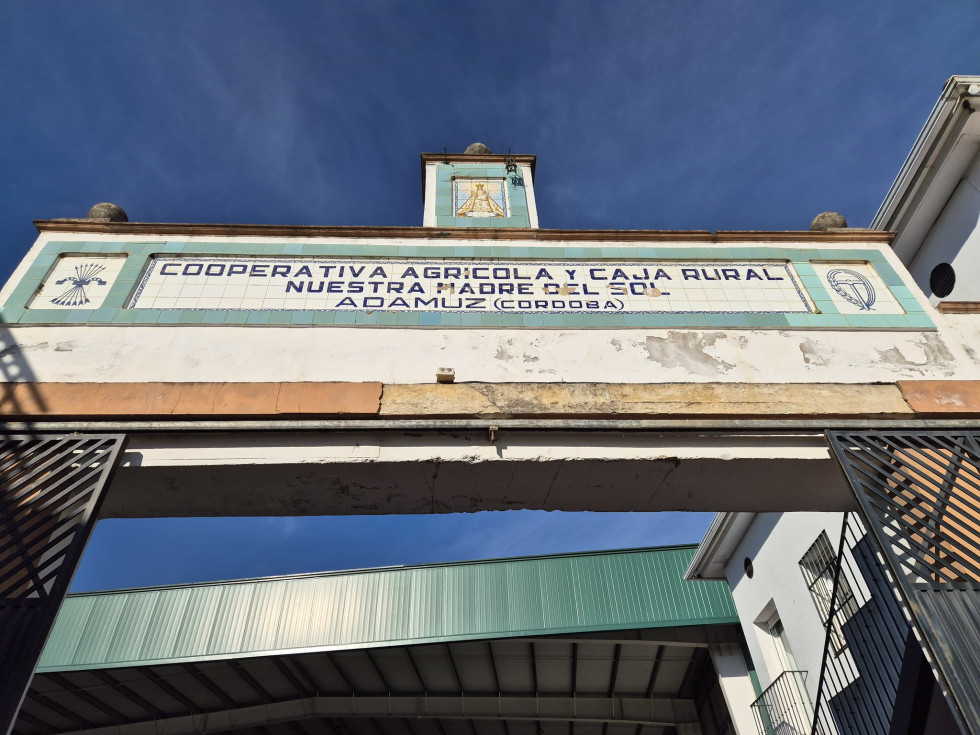 COOPERATIVA AGRICOLA Y CAJA RURAL
NUESTRA MADRE DEL SOL
ADAMUZ (CORDOBA)